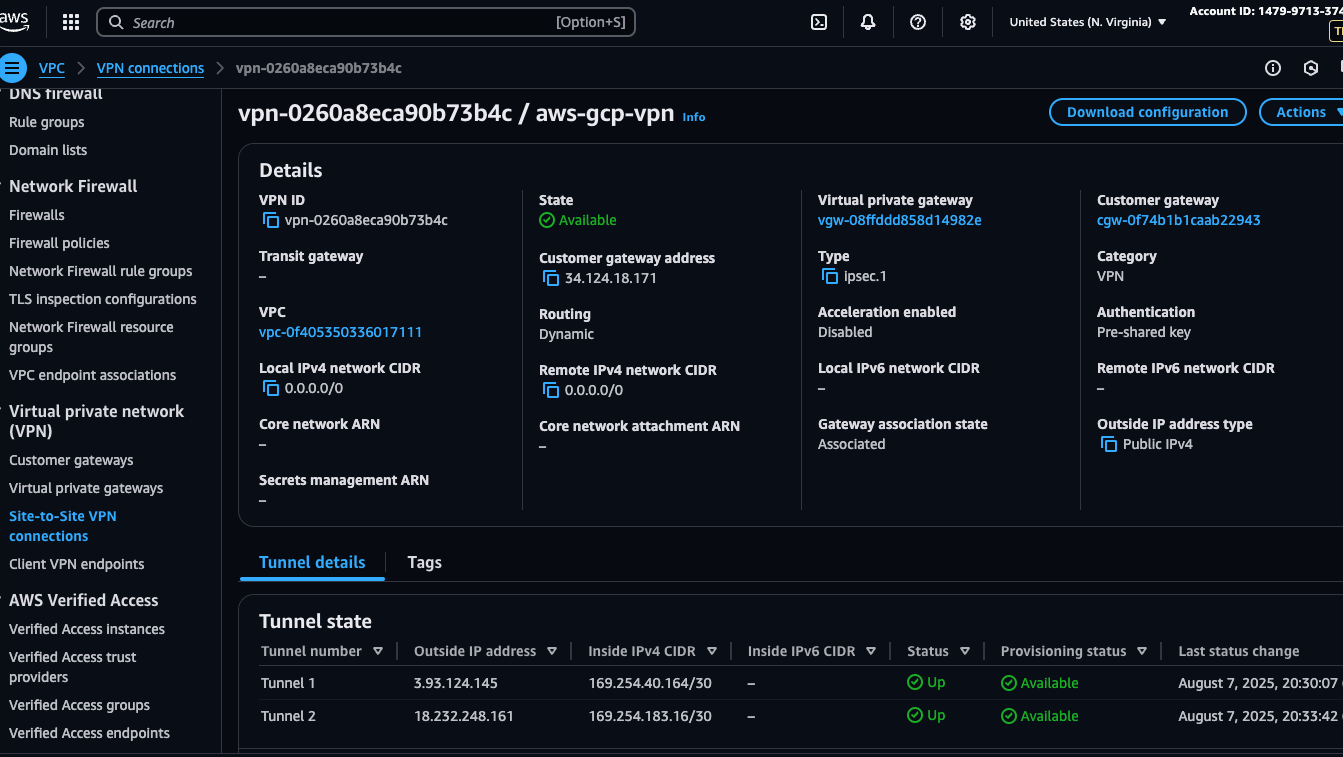 aws
Search
[Option+S]
United States (N. Virginia)
Account ID: 1479-9713-374
VPC
VPN connections
vpn-0260a8eca90b73b4c
DNS firewall
Rule groups
Domain lists
Network Firewall
Firewalls
Firewall policies
Network Firewall rule groups
TLS inspection configurations
Network Firewall resource
groups
VPC endpoint associations
Virtual private network
(VPN)
Customer gateways
Virtual private gateways
Site-to-Site VPN
connections
Client VPN endpoints
AWS Verified Access
Verified Access instances
Verified Access trust
providers
Verified Access groups
Verified Access endpoints
vpn-0260a8eca90b73b4c / aws-gcp-vpn Info
Download configuration
Actions
Details
VPN ID
vpn-0260a8eca90b73b4c
Transit gateway
–
VPC
vpc-0f405350336017111
Local IPv4 network CIDR
0.0.0.0/0
Core network ARN
–
Secrets management ARN
–
State
Available
Customer gateway address
34.124.18.171
Routing
Dynamic
Remote IPv4 network CIDR
0.0.0.0/0
Core network attachment ARN
–
Virtual private gateway
vgw-08ffddd858d14982e
Type
ipsec.1
Acceleration enabled
Disabled
Local IPv6 network CIDR
–
Gateway association state
Associated
Customer gateway
cgw-0f74b1b1caab22943
Category
VPN
Authentication
Pre-shared key
Remote IPv6 network CIDR
–
Outside IP address type
Public IPv4
Tunnel details
Tags
Tunnel state
Tunnel number Outside IP address Inside IPv4 CIDR Inside IPv6 CIDR Status Provisioning status Last status change
Tunnel 1 3.93.124.145 169.254.40.164/30 – Up Available August 7, 2025, 20:30:07
Tunnel 2 18.232.248.161 169.254.183.16/30 – Up Available August 7, 2025, 20:33:42